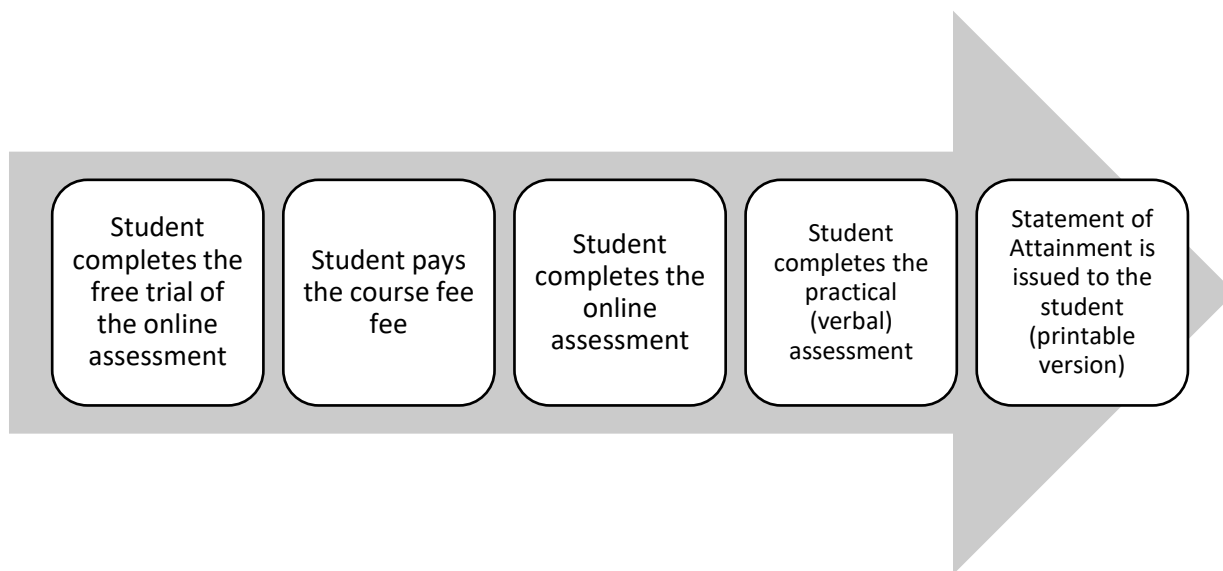 Student
completes the
free trial of
the online
assessment
Student pays
the course fee
fee
Student
completes the
online
assessment
Student
completes the
practical
(verbal)
assessment
Statement of
Attainment is
issued to the
student
(printable
version)